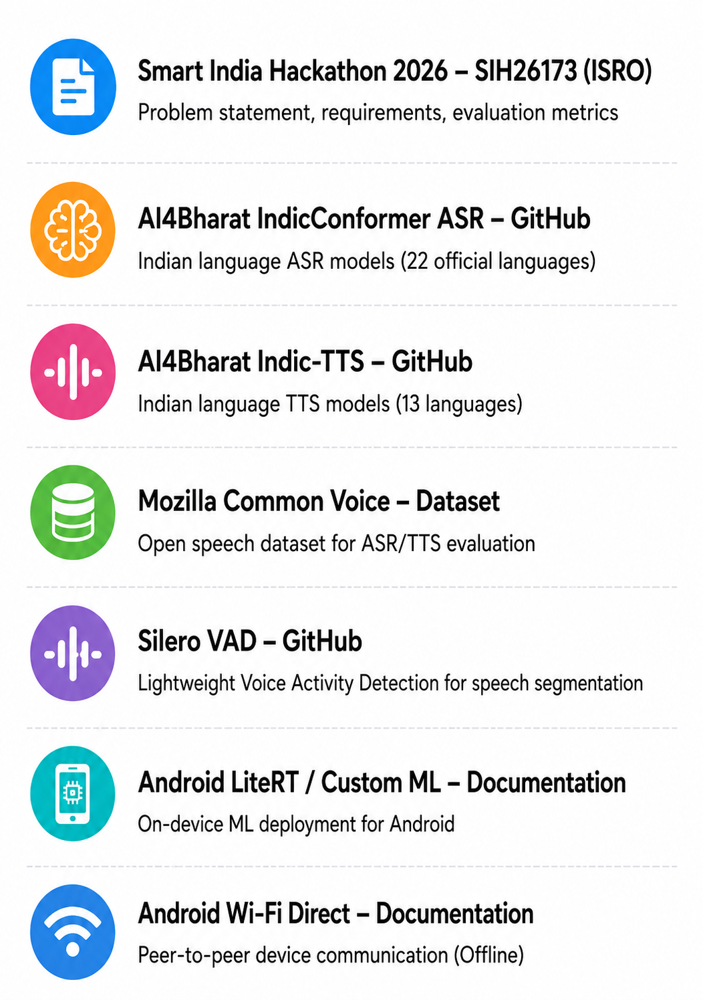 Smart India Hackathon 2026 – SIH26173 (ISRO)
Problem statement, requirements, evaluation metrics
AI4Bharat IndicConformer ASR – GitHub
Indian language ASR models (22 official languages)
AI4Bharat Indic-TTS – GitHub
Indian language TTS models (13 languages)
Mozilla Common Voice – Dataset
Open speech dataset for ASR/TTS evaluation
Silero VAD – GitHub
Lightweight Voice Activity Detection for speech segmentation
Android LiteRT / Custom ML – Documentation
On-device ML deployment for Android
Android Wi-Fi Direct – Documentation
Peer-to-peer device communication (Offline)